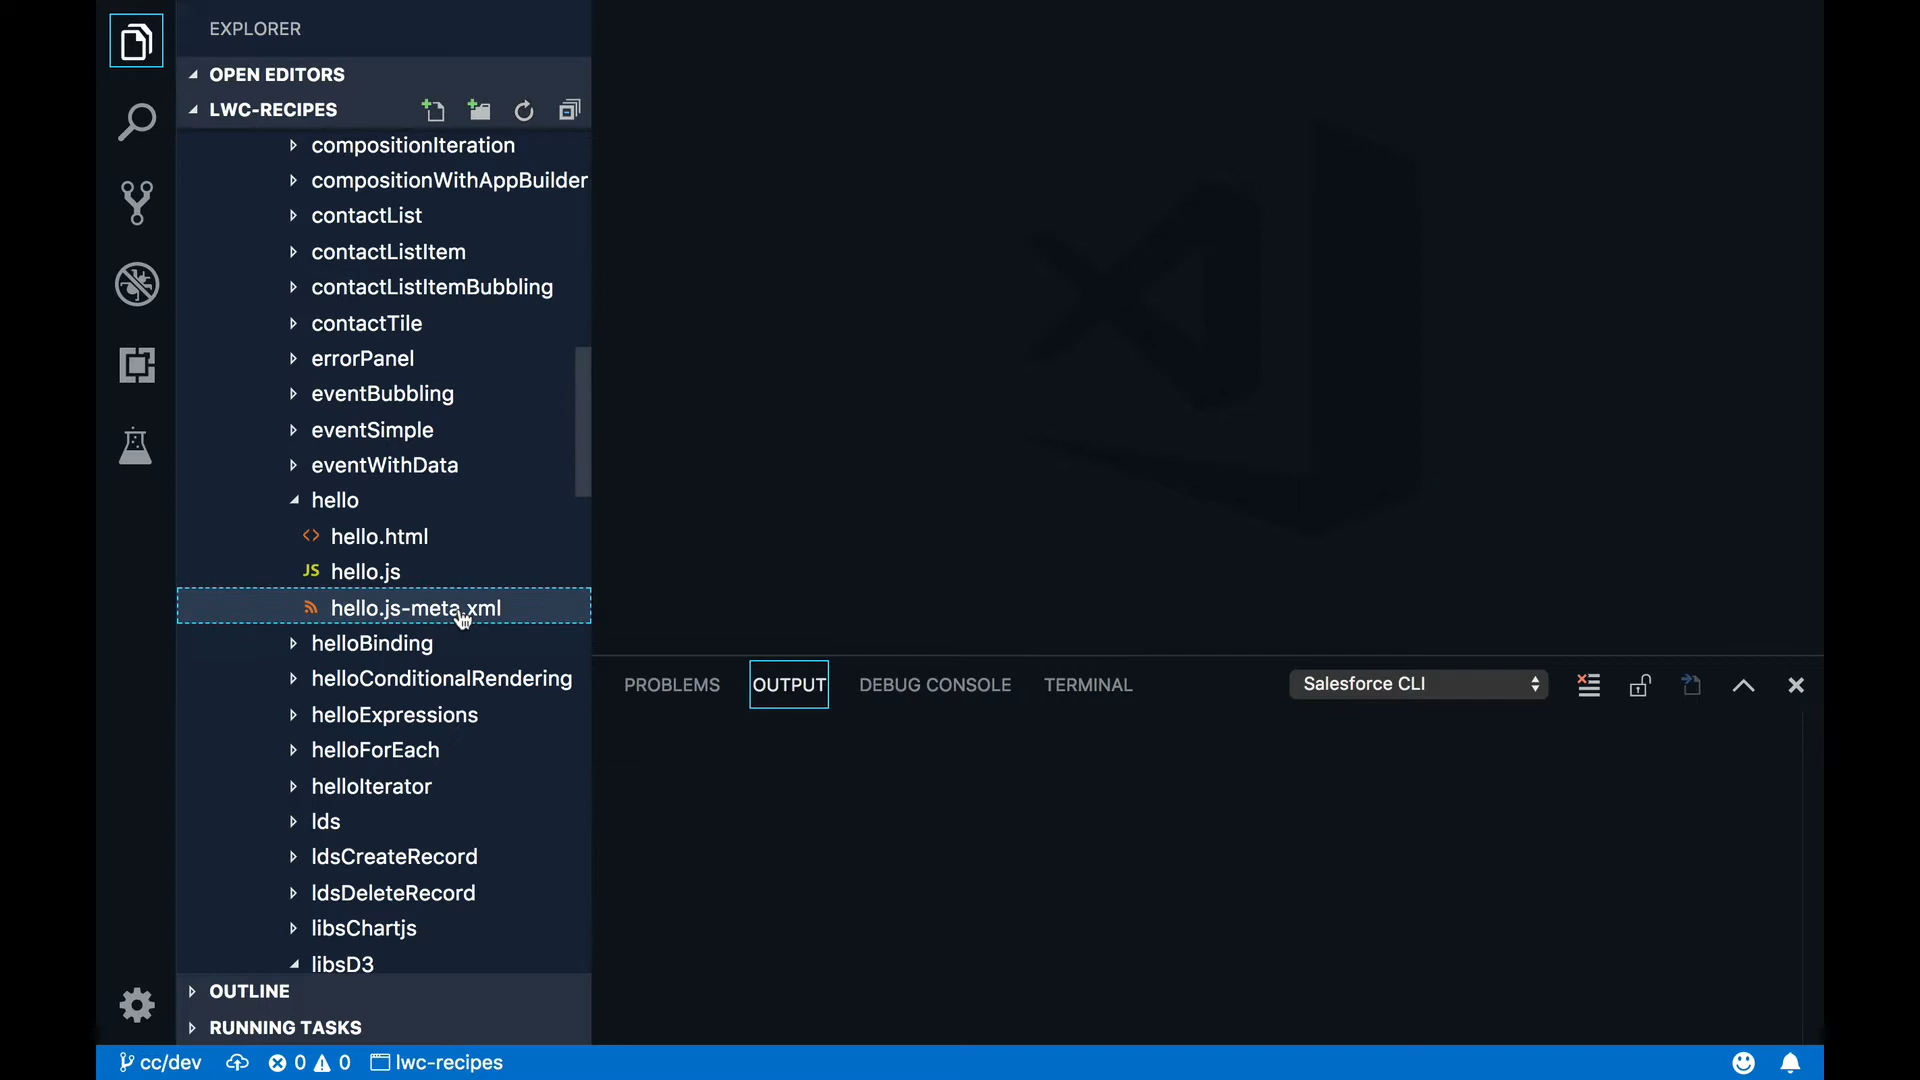 EXPLORER
OPEN EDITORS
LWC-RECIPES
compositionIteration
compositionWithAppBuilder
contactList
contactListItem
contactListItemBubbling
contactTile
errorPanel
eventBubbling
eventSimple
eventWithData
hello
hello.html
JS hello.js
hello.js-meta.xml
helloBinding
helloConditionalRendering
helloExpressions
helloForEach
helloIterator
lds
ldsCreateRecord
ldsDeleteRecord
libsChartjs
libsD3
OUTLINE
RUNNING TASKS
PROBLEMS OUTPUT DEBUG CONSOLE TERMINAL Salesforce CLI
cc/dev 0 0 lwc-recipes